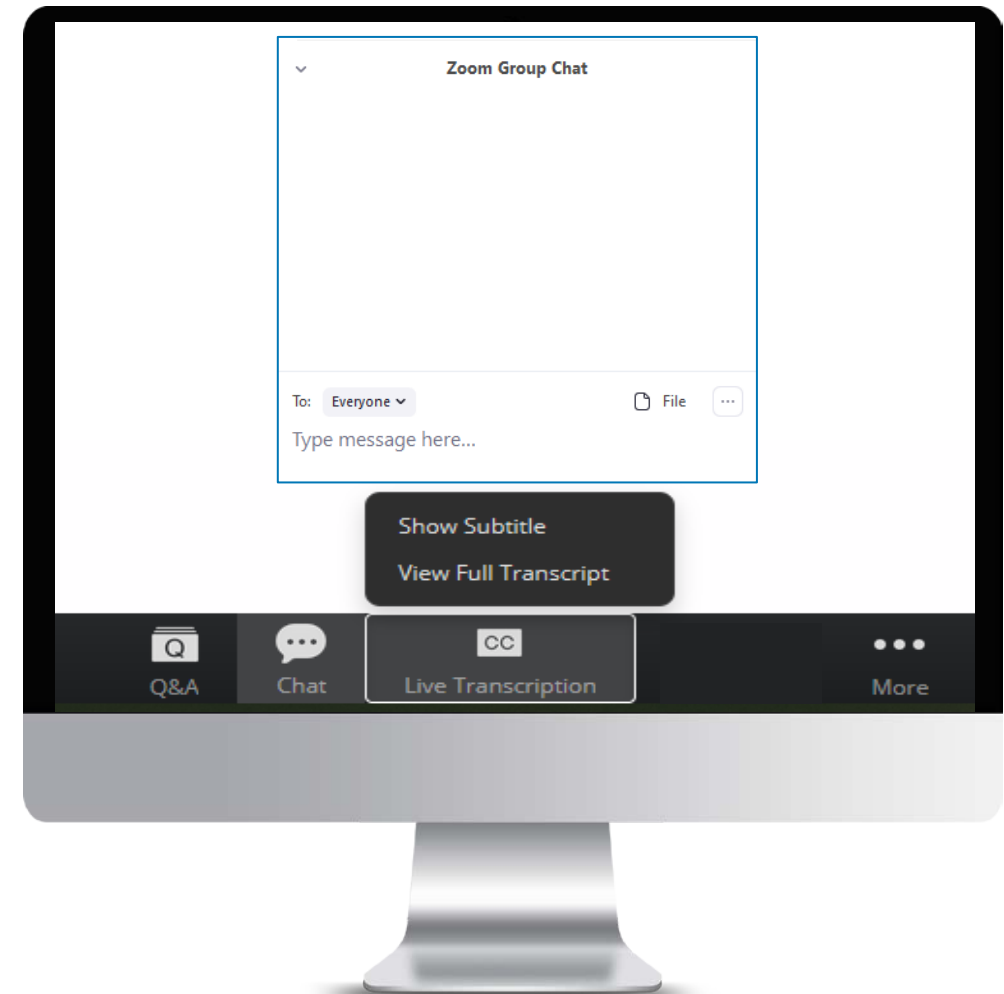 Zoom Group Chat
To: Everyone File
Type message here...
Show Subtitle
View Full Transcript
Q
CC
Q&A Chat Live Transcription More